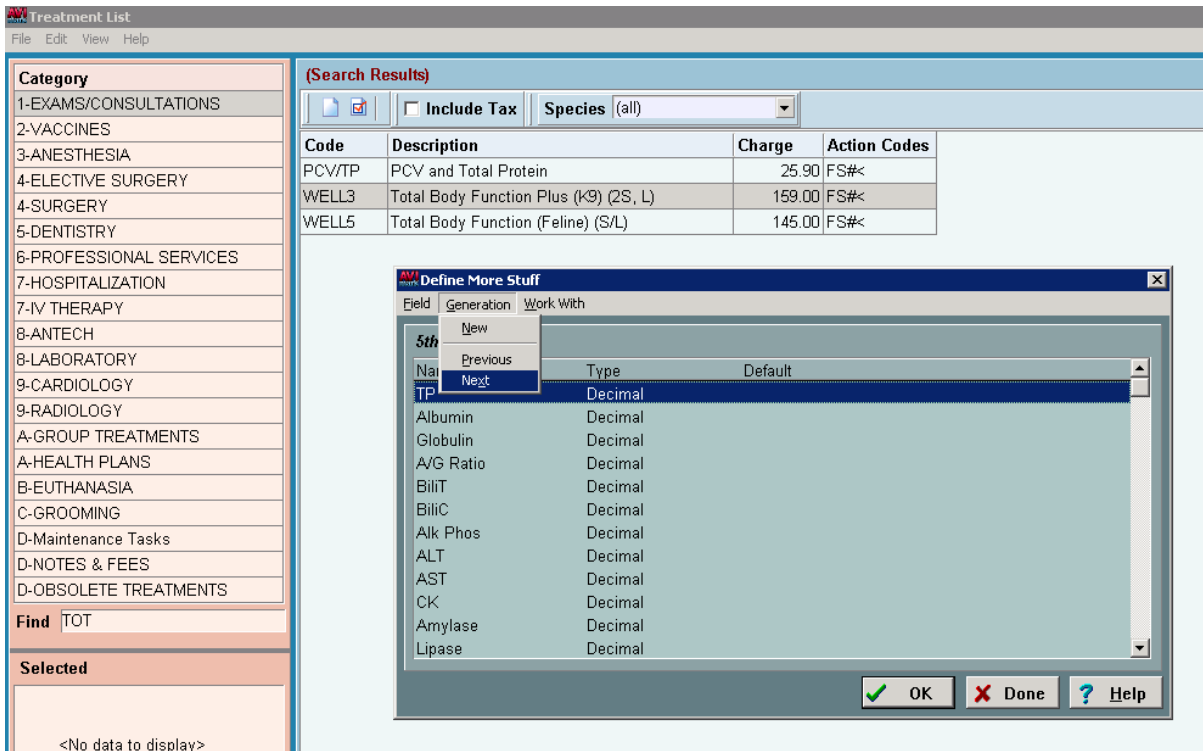 AVI mark Treatment List
File Edit View Help
Category
1-EXAMS/CONSULTATIONS
2-VACCINES
3-ANESTHESIA
4-ELECTIVE SURGERY
4-SURGERY
5-DENTISTRY
6-PROFESSIONAL SERVICES
7-HOSPITALIZATION
7-IV THERAPY
8-ANTECH
8-LABORATORY
9-CARDIOLOGY
9-RADIOLOGY
A-GROUP TREATMENTS
A-HEALTH PLANS
B-EUTHANASIA
C-GROOMING
D-Maintenance Tasks
D-NOTES & FEES
D-OBSOLETE TREATMENTS
Find TOT
Selected
<No data to display>
(Search Results)
Include Tax Species (all)
Code Description Charge Action Codes
PCV/TP PCV and Total Protein 25.90 FS#<
WELL3 Total Body Function Plus (K9) (2S, L) 159.00 FS#<
WELL5 Total Body Function (Feline) (S/L) 145.00 FS#<
AVI mark Define More Stuff
Field Generation Work With
New
Previous
Next
5th
Na Type Default
TP Decimal
Albumin Decimal
Globulin Decimal
A/G Ratio Decimal
BiliT Decimal
BiliC Decimal
Alk Phos Decimal
ALT Decimal
AST Decimal
CK Decimal
Amylase Decimal
Lipase Decimal
OK Done ? Help